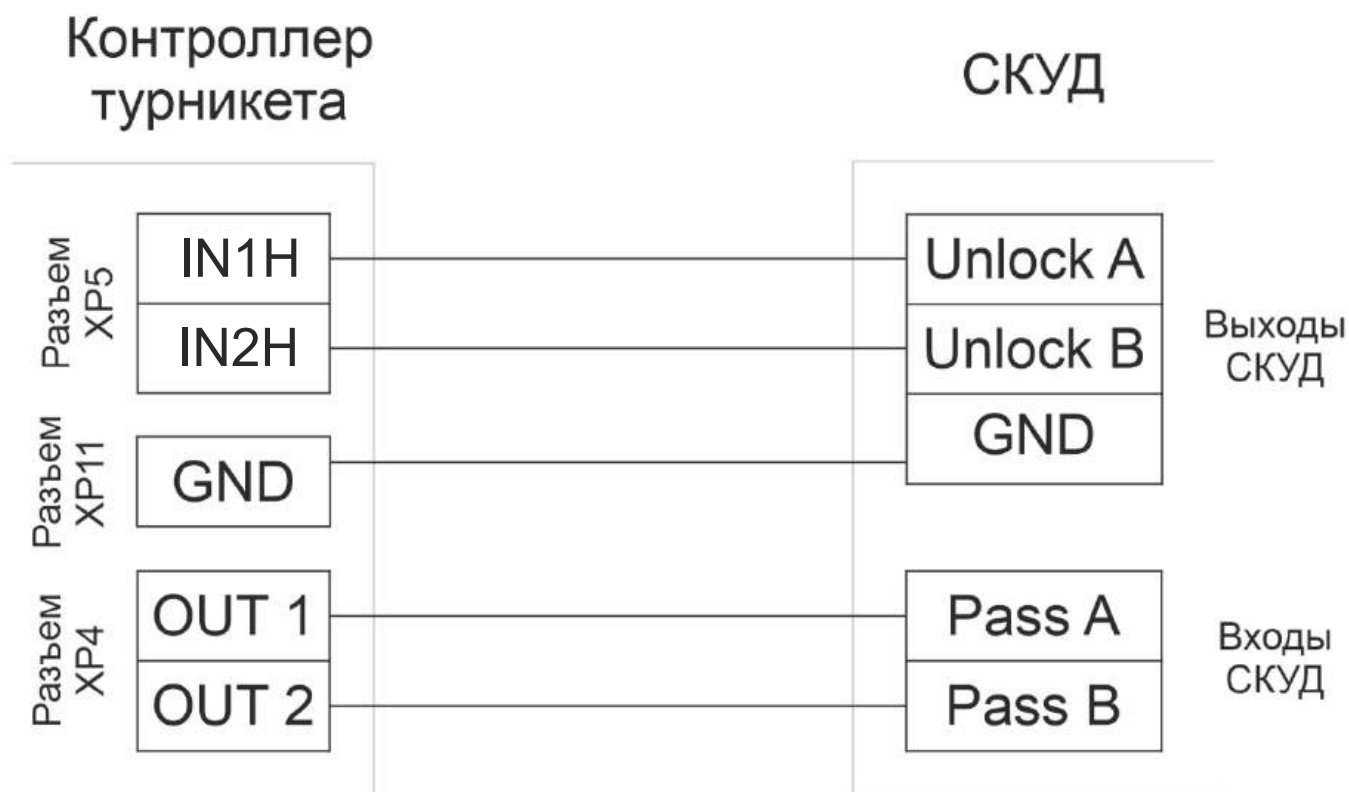 Контроллер
турникета
СКУД
Разъем
XP5
IN1H
IN2H
Unlock A
Unlock B
GND
Выходы
СКУД
Разъем
XP11
GND
Разъем
XP4
OUT 1
OUT 2
Pass A
Pass B
Входы
СКУД